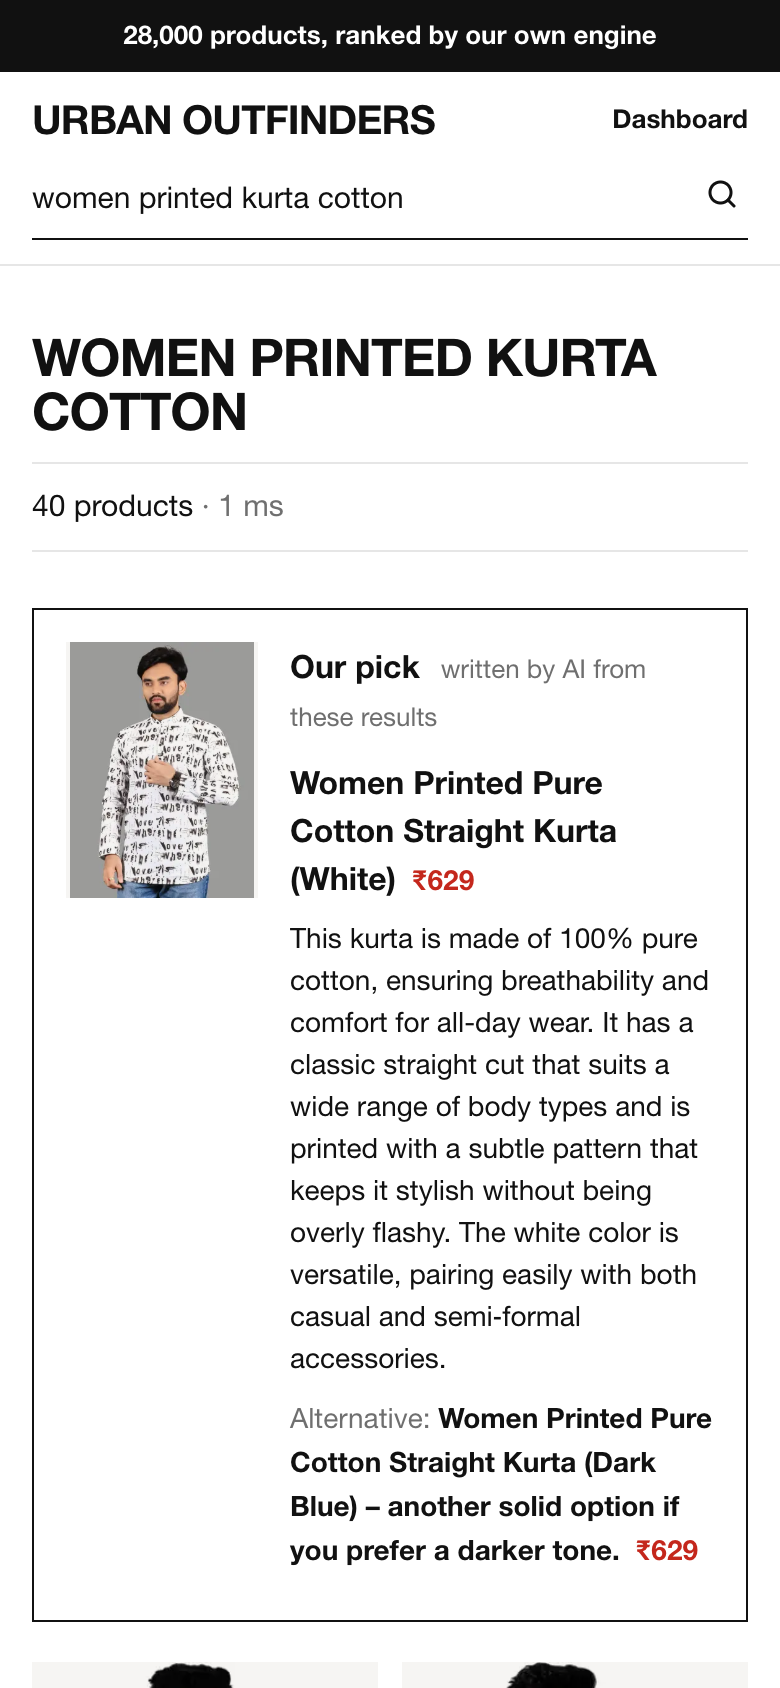 28,000 products, ranked by our own engine
URBAN OUTFINDERS
Dashboard
women printed kurta cotton
WOMEN PRINTED KURTA
COTTON
40 products · 1 ms
Our pick written by AI from
these results
Women Printed Pure
Cotton Straight Kurta
(White) ₹629
This kurta is made of 100% pure
cotton, ensuring breathability and
comfort for all-day wear. It has a
classic straight cut that suits a
wide range of body types and is
printed with a subtle pattern that
keeps it stylish without being
overly flashy. The white color is
versatile, pairing easily with both
casual and semi-formal
accessories.
Alternative: Women Printed Pure
Cotton Straight Kurta (Dark
Blue) – another solid option if
you prefer a darker tone. ₹629